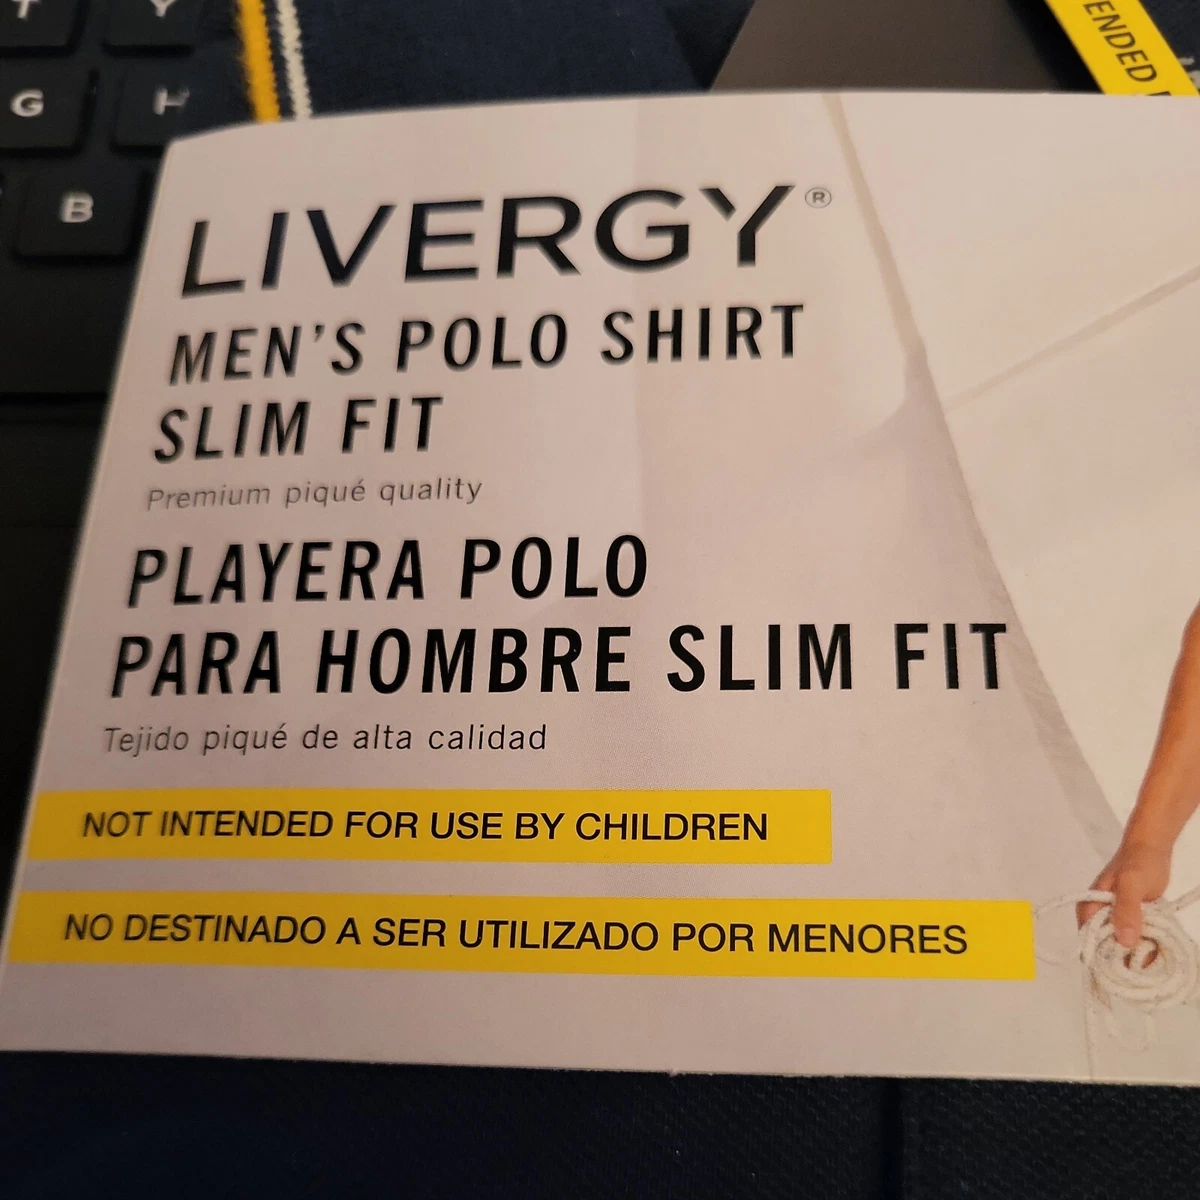 T Y
G H
B
ENDED
LIVERGY®
MEN'S POLO SHIRT
SLIM FIT
Premium piqué quality
PLAYERA POLO
PARA HOMBRE SLIM FIT
Tejido piqué de alta calidad
NOT INTENDED FOR USE BY CHILDREN
NO DESTINADO A SER UTILIZADO POR MENORES